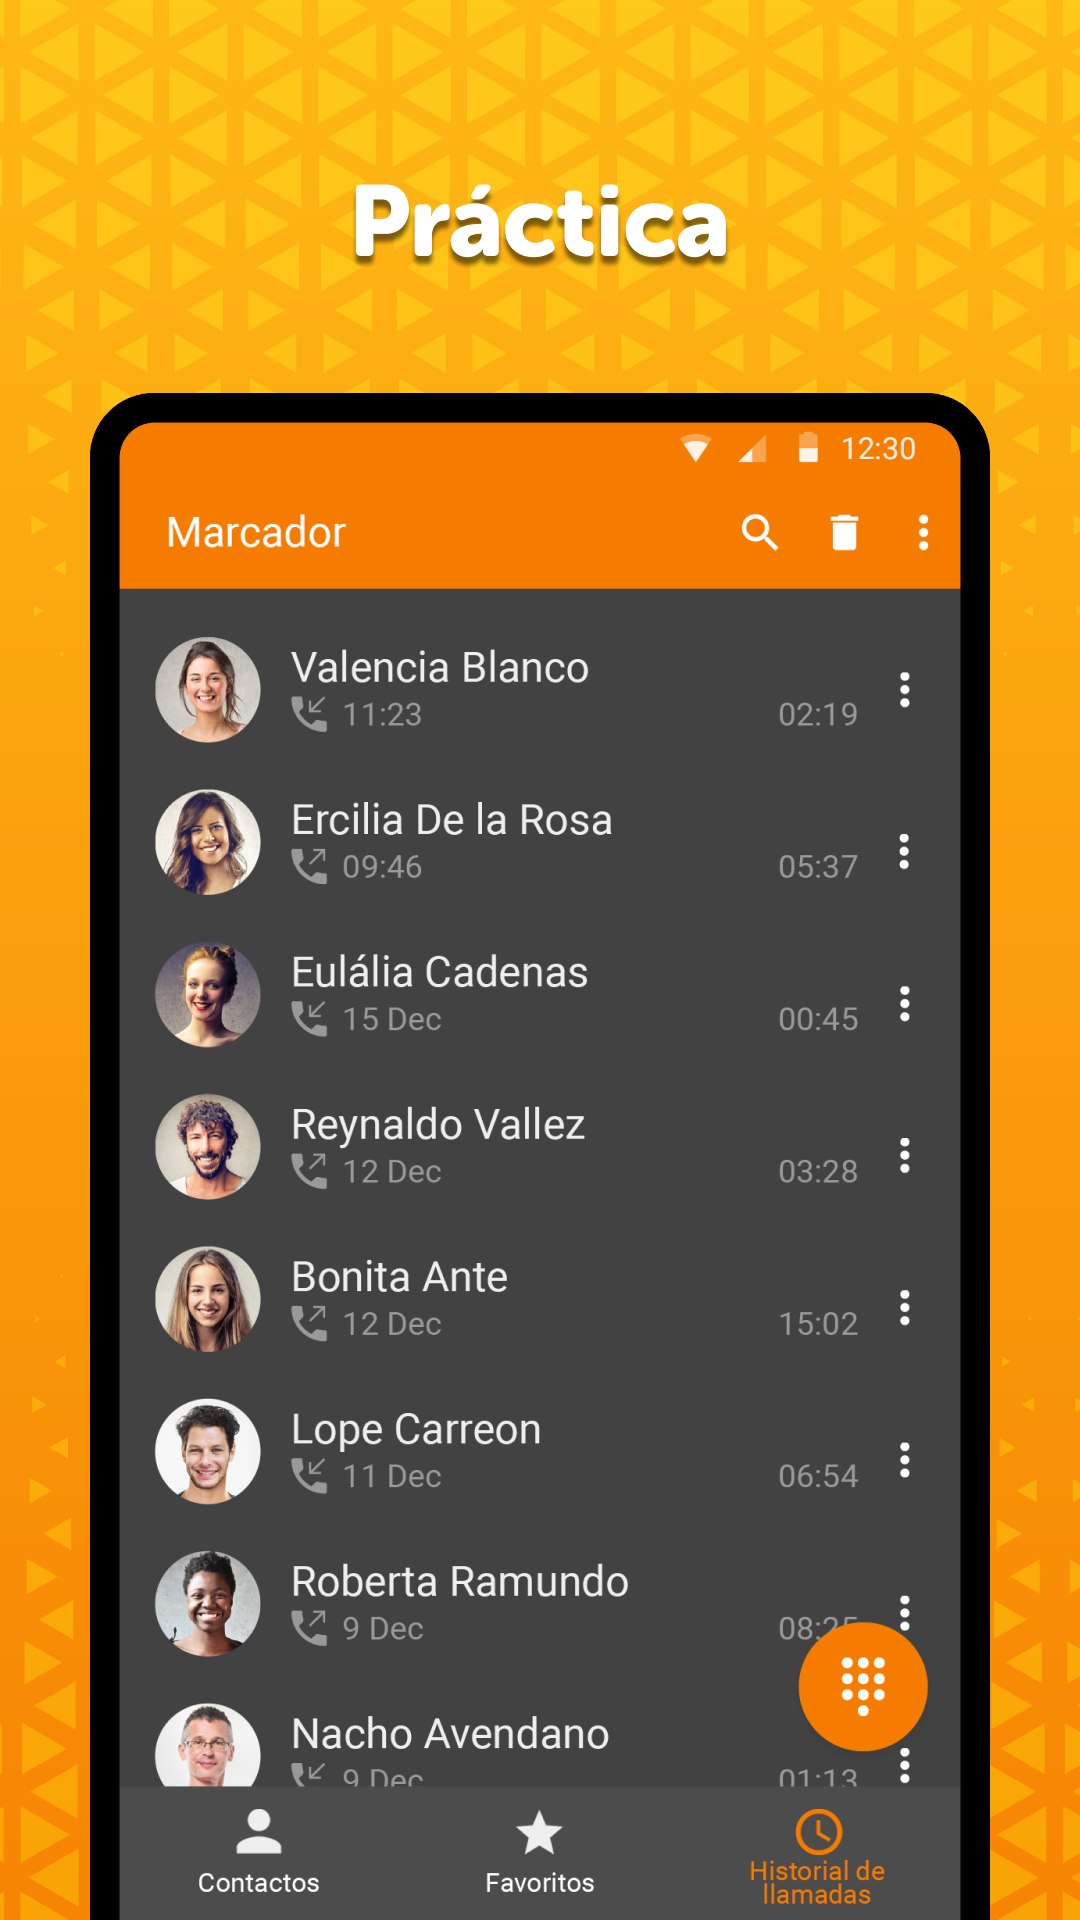 Práctica
12:30
Marcador
Valencia Blanco
11:23 02:19
Ercilia De la Rosa
09:46 05:37
Eulália Cadenas
15 Dec 00:45
Reynaldo Vallez
12 Dec 03:28
Bonita Ante
12 Dec 15:02
Lope Carreon
11 Dec 06:54
Roberta Ramundo
9 Dec 08:25
Nacho Avendano
9 Dec 01:13
Contactos Favoritos Historial de
llamadas